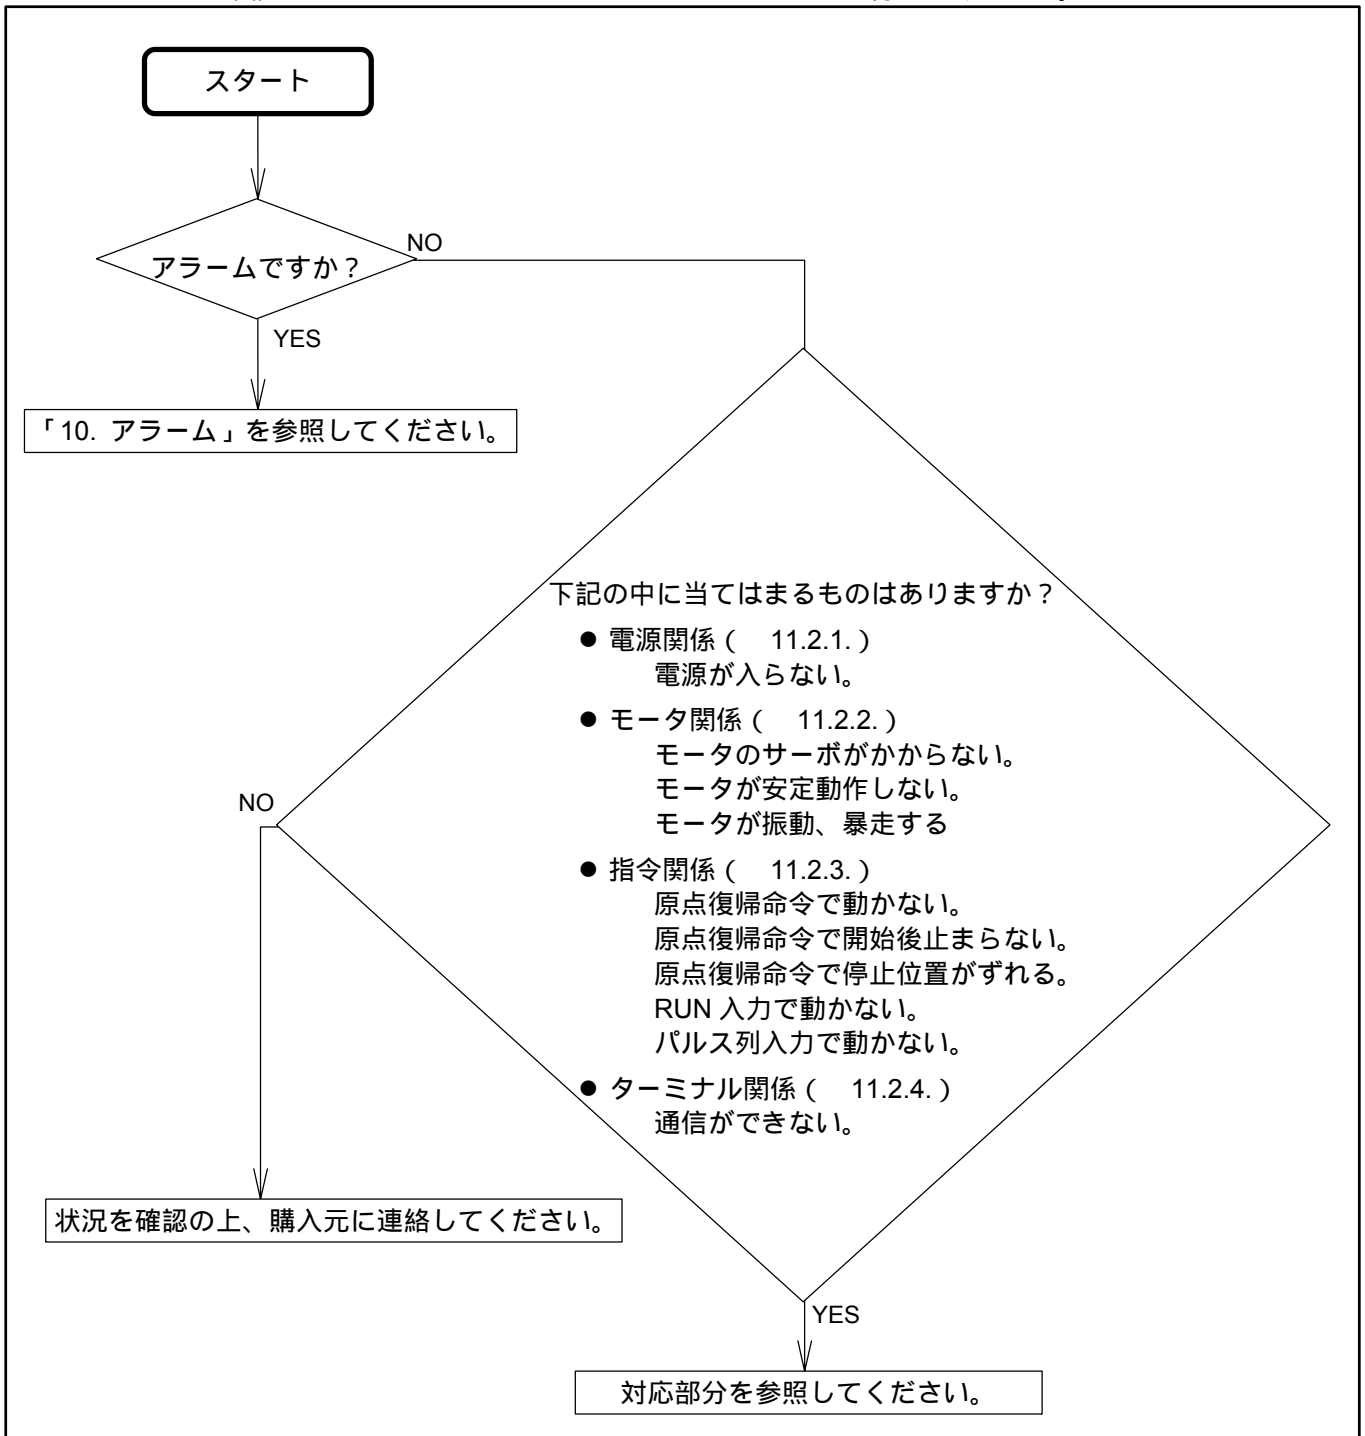 スタート
アラームですか？
NO
YES
「10. アラーム」を参照してください。
下記の中に当てはまるものはありますか？
● 電源関係（　11.2.1.）
電源が入らない。
● モータ関係（　11.2.2.）
モータのサーボがかからない。
モータが安定動作しない。
モータが振動、暴走する
NO
● 指令関係（　11.2.3.）
原点復帰命令で動かない。
原点復帰命令で開始後止まらない。
原点復帰命令で停止位置がずれる。
RUN 入力で動かない。
パルス列入力で動かない。
● ターミナル関係（　11.2.4.）
通信ができない。
状況を確認の上、購入元に連絡してください。
YES
対応部分を参照してください。